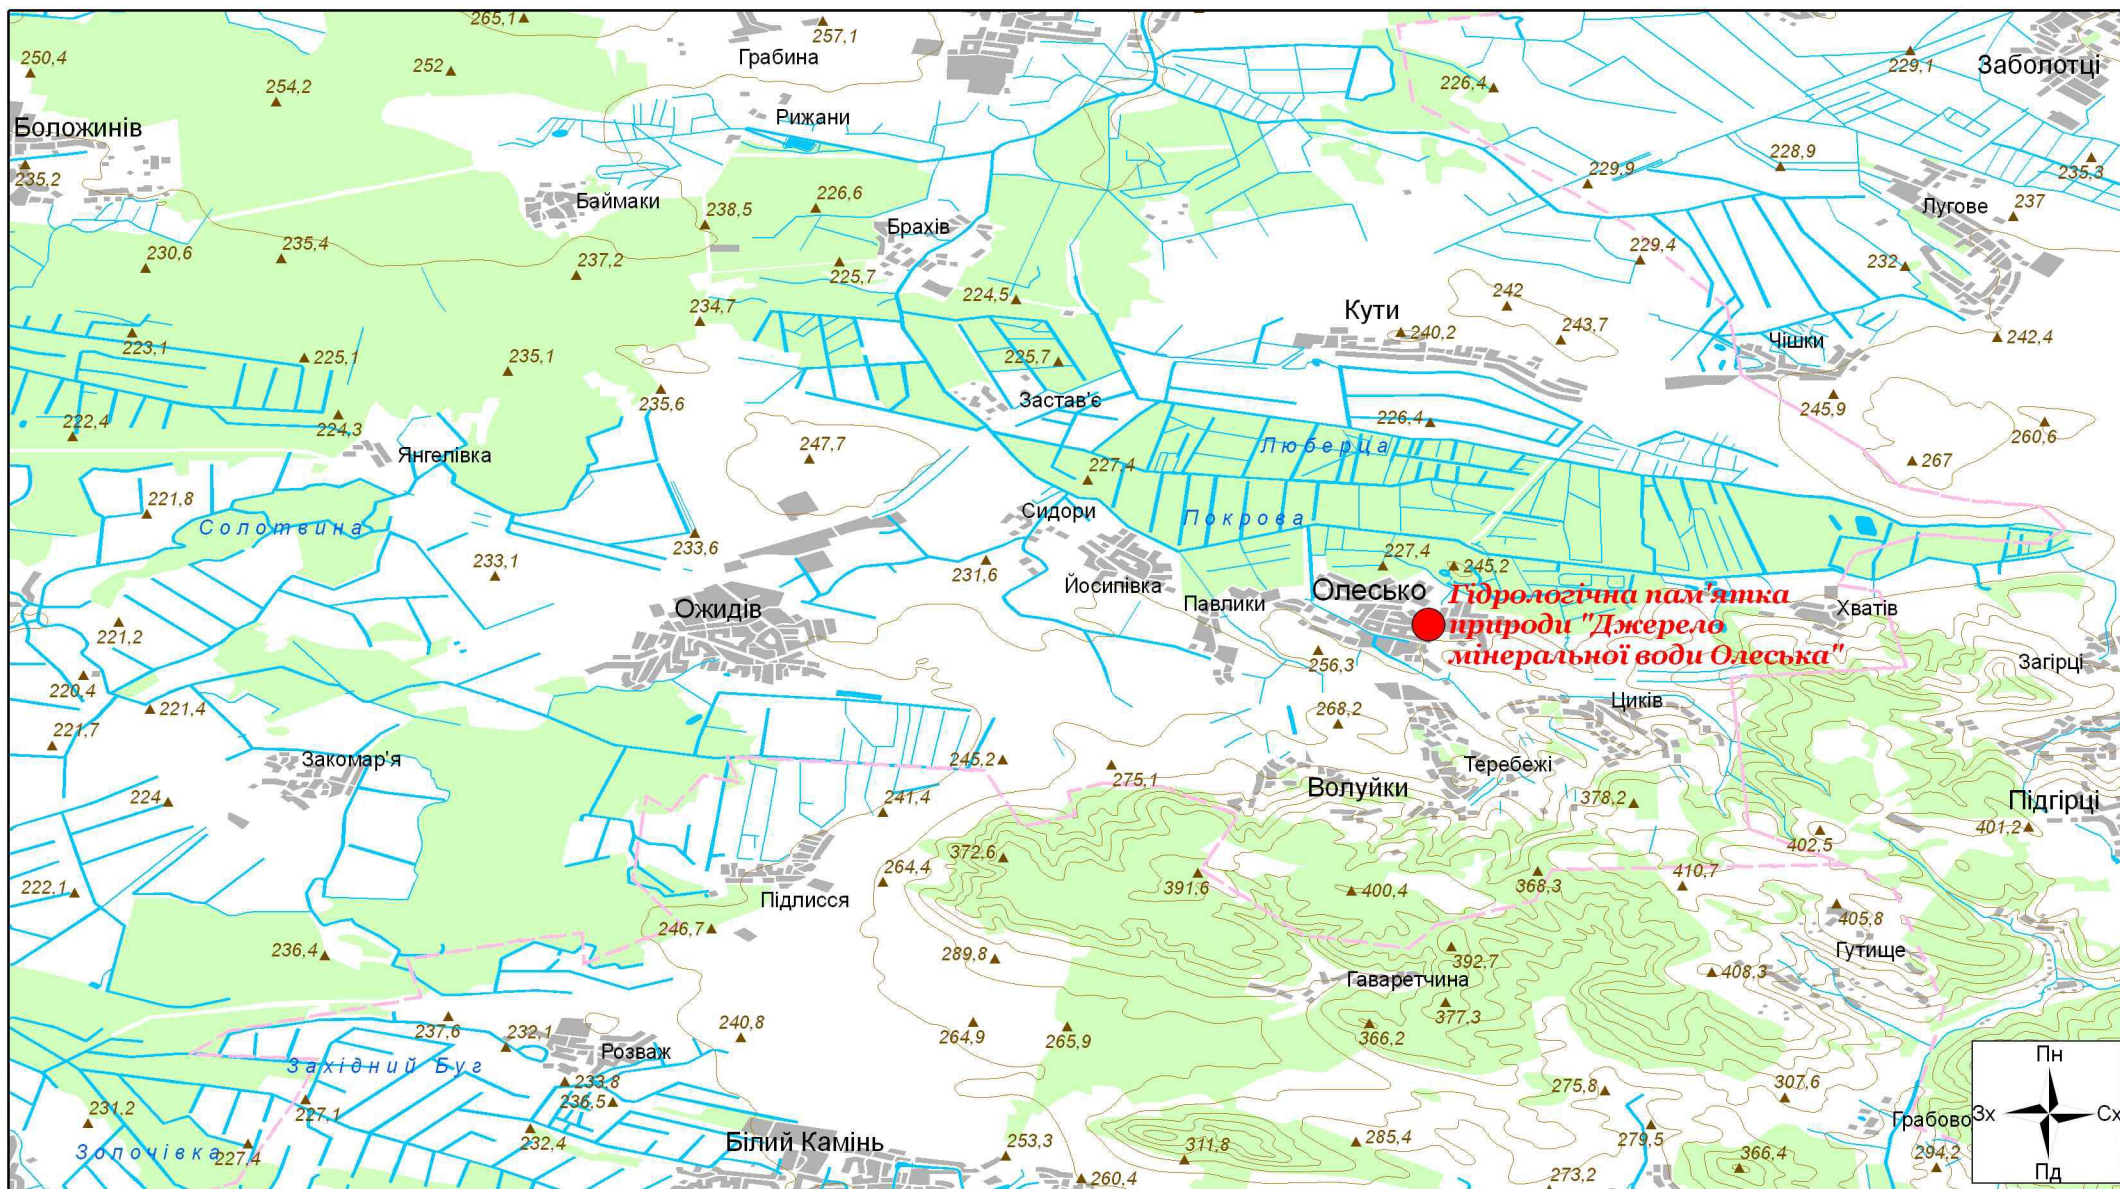 265,1
257,1
Грабина
250,4
252
254,2
229,1
Заболотці
226,4
Боложинів
Рижани
235,2
228,9
235,3
229,9
Баймаки
226,6
238,5
Брахів
Лугове
237
230,6
235,4
237,2
225,7
229,4
232
234,7
224,5
242
Кути
240,2
243,7
223,1
225,1
235,1
225,7
Чішки
242,4
235,6
Застав'є
245,9
222,4
224,3
226,4
260,6
Янгелівка
247,7
Люберца
227,4
267
221,8
Солотвина
Сидори
Покрова
233,6
233,1
231,6
Йосипівка
227,4
245,2
Олесько
Гідрологічна пам'ятка
природи "Джерело
мінеральної води Олеська"
Ожидів
Павлики
Хватів
221,2
256,3
Загірці
220,4
221,4
268,2
Циків
221,7
Закомар'я
245,2
275,1
Теребежі
Волуйки
224
241,4
378,2
Підгірці
401,2
402,5
372,6
264,4
391,6
400,4
368,3
410,7
222,1
Підлисся
405,8
246,7
236,4
289,8
392,7
Гутище
Гаваретчина
408,3
377,3
237,6
232,1
240,8
264,9
265,9
366,2
Розваж
Західний Буг
233,8
236,5
275,8
307,6
231,2
227,1
Пн
Зх
Сх
Пд
Грабово
279,5
Золочівка
227,4
232,4
Білий Камінь
253,3
311,8
285,4
366,4
294,2
260,4
273,2